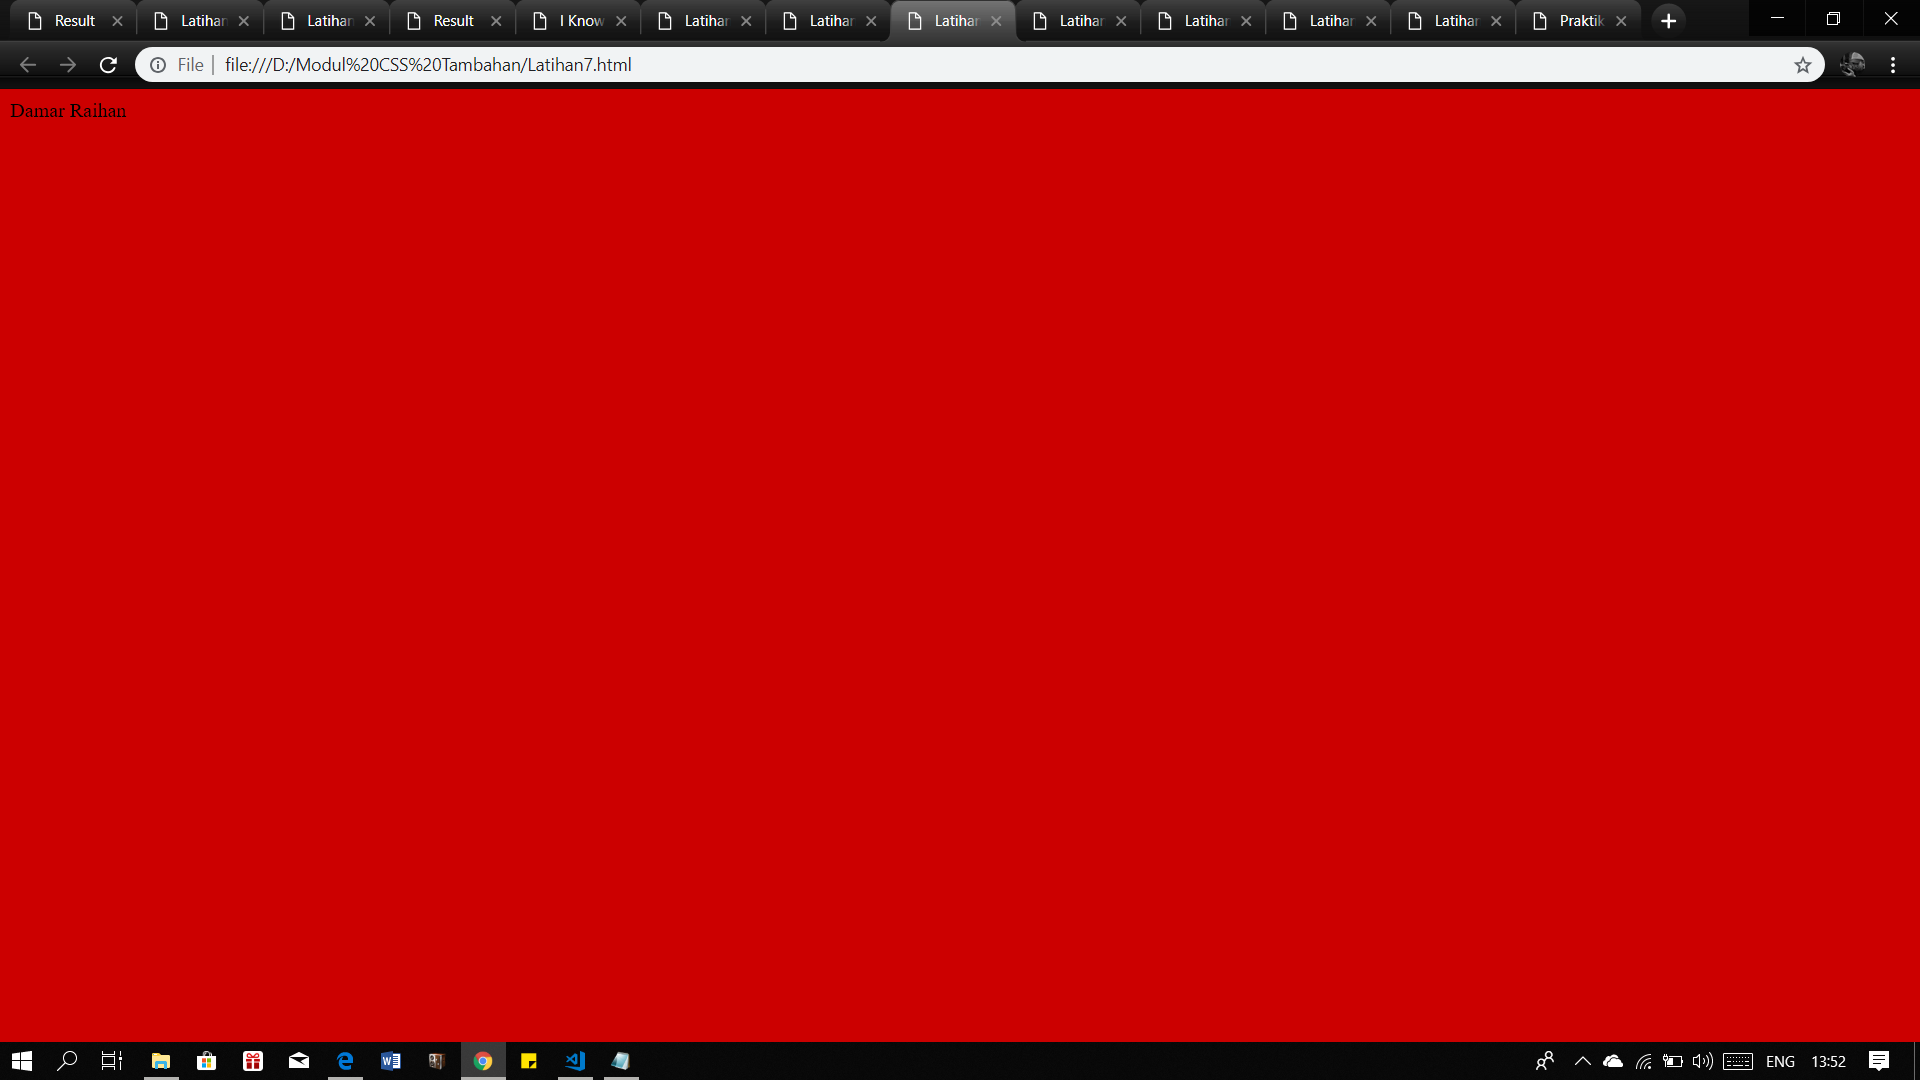 Result
Latihan
Latihan
Result
I Know
Latihan
Latihan
Latihan
Latihan
Latihan
Latihan
Latihan
Praktik
File
file:///D:/Modul%20CSS%20Tambahan/Latihan7.html
Damar Raihan
ENG
13:52